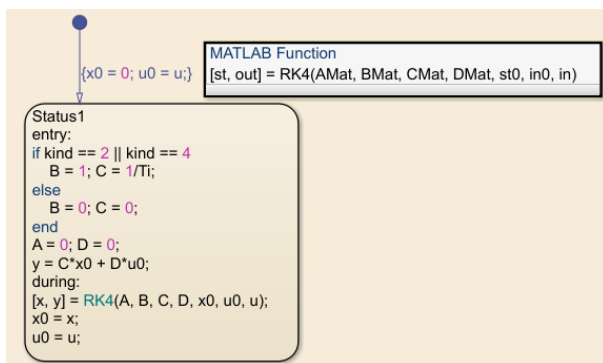 {x0 = 0; u0 = u;}
MATLAB Function
[st, out] = RK4(AMat, BMat, CMat, DMat, st0, in0, in)
Status1
entry:
if kind == 2 || kind == 4
B = 1; C = 1/Ti;
else
B = 0; C = 0;
end
A = 0; D = 0;
y = C*x0 + D*u0;
during:
[x, y] = RK4(A, B, C, D, x0, u0, u);
x0 = x;
u0 = u;